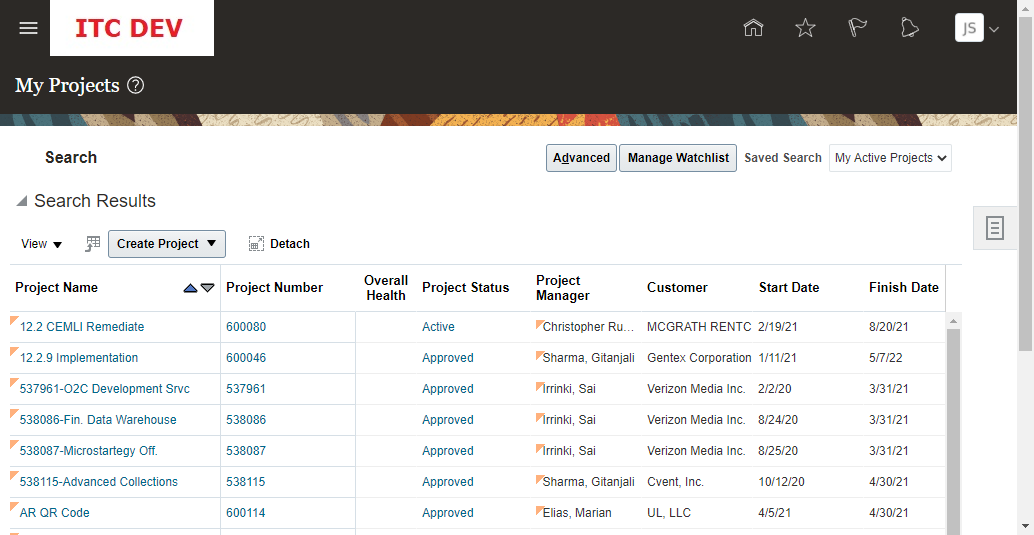 ITC DEV
JS
My Projects ?
Search
Advanced Manage Watchlist Saved Search My Active Projects
Search Results
View Create Project Detach
Project Name Project Number Overall Health Project Status Project Manager Customer Start Date Finish Date
12.2 CEMLI Remediate 600080 Active Christopher Ru... MCGRATH RENTC 2/19/21 8/20/21
12.2.9 Implementation 600046 Approved Sharma, Gitanjali Gentex Corporation 1/11/21 5/7/22
537961-O2C Development Srvc 537961 Approved Irrinki, Sai Verizon Media Inc. 2/2/20 3/31/21
538086-Fin. Data Warehouse 538086 Approved Irrinki, Sai Verizon Media Inc. 8/24/20 3/31/21
538087-Microstartegy Off. 538087 Approved Irrinki, Sai Verizon Media Inc. 8/25/20 3/31/21
538115-Advanced Collections 538115 Approved Sharma, Gitanjali Cvent, Inc. 10/12/20 4/30/21
AR QR Code 600114 Approved Elias, Marian UL, LLC 4/5/21 4/30/21